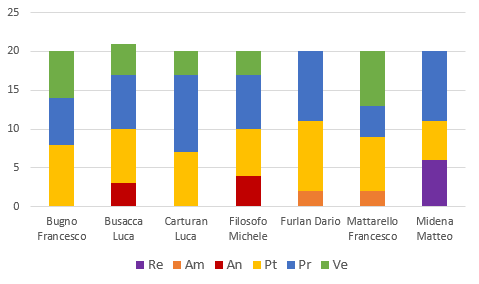 25
20
15
10
5
0
Bugno Busacca Carturan Filosofo Furlan Dario Mattarello Midena
Francesco Luca Luca Michele Francesco Matteo
Re Am An Pt Pr Ve